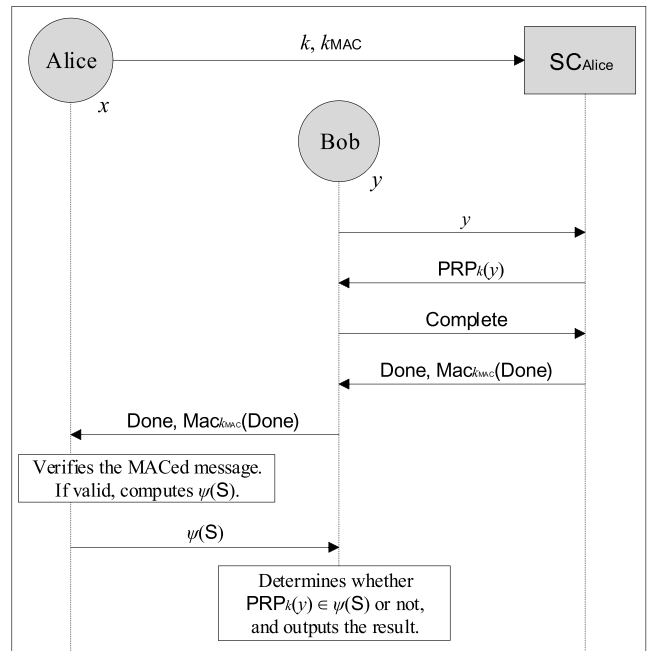 Alice
k, kMAC
SCAlice
x
Bob
y
y
PRPk(y)
Complete
Done, MackMAC(Done)
Done, MackMAC(Done)
Verifies the MACed message.
If valid, computes ψ(S).
ψ(S)
Determines whether
PRPk(y) ∈ ψ(S) or not,
and outputs the result.